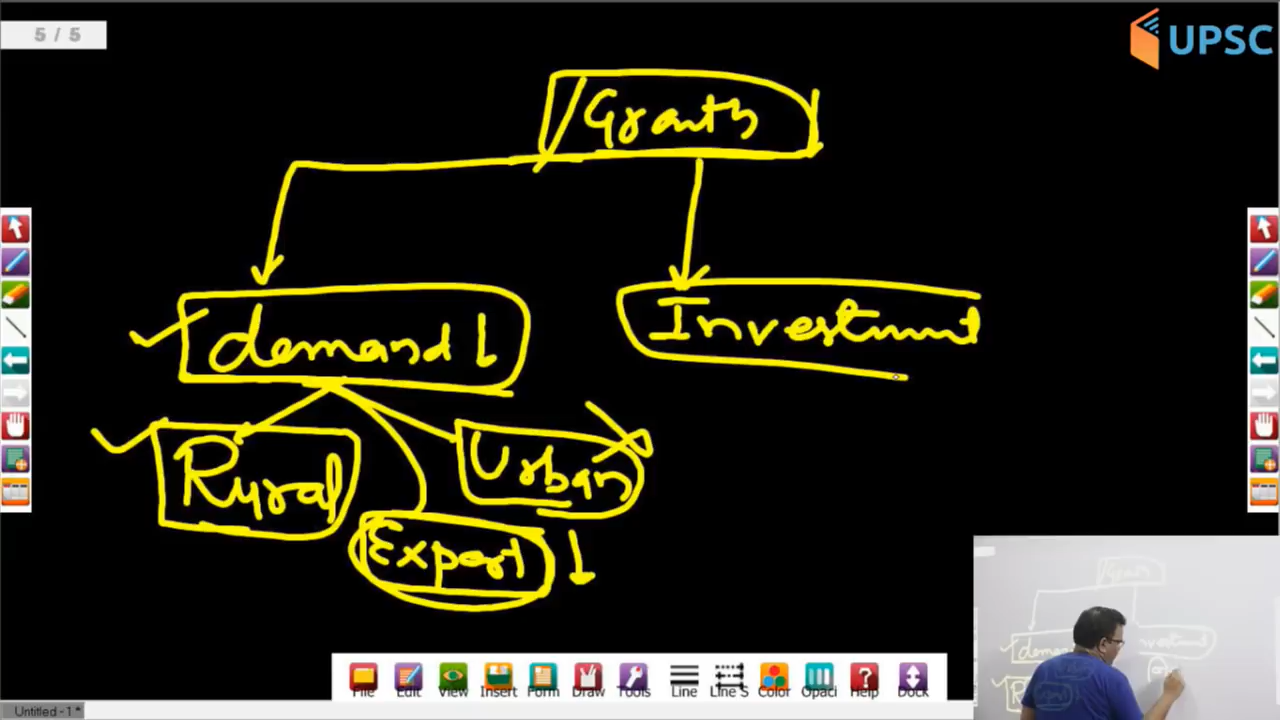 5 / 5
UPSC
Growth
demand
Investment
Rural
Urban
Export
File Edit View Insert Form Draw Tools Line Line S Color Opaci Help Dock
Untitled - 1 *